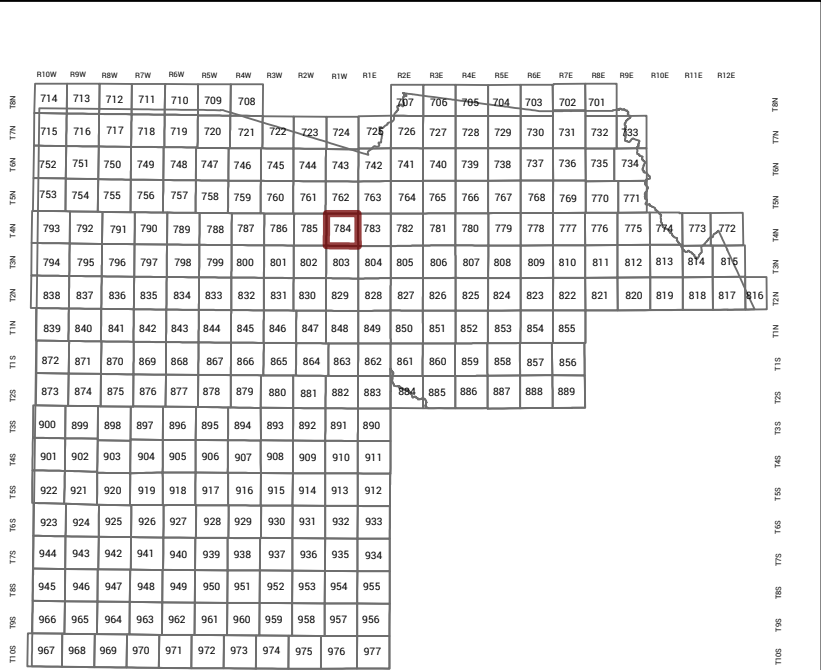 R10W R9W R8W R7W R6W R5W R4W R3W R2W R1W R1E R2E R3E R4E R5E R6E R7E R8E R9E R10E R11E R12E
T8N 714 713 712 711 710 709 708 707 706 705 704 703 702 701 T8N
T7N 715 716 717 718 719 720 721 722 723 724 725 726 727 728 729 730 731 732 733 T7N
T6N 752 751 750 749 748 747 746 745 744 743 742 741 740 739 738 737 736 735 734 T6N
T5N 753 754 755 756 757 758 759 760 761 762 763 764 765 766 767 768 769 770 771 T5N
T4N 793 792 791 790 789 788 787 786 785 784 783 782 781 780 779 778 777 776 775 774 773 772 T4N
T3N 794 795 796 797 798 799 800 801 802 803 804 805 806 807 808 809 810 811 812 813 814 815 T3N
T2N 838 837 836 835 834 833 832 831 830 829 828 827 826 825 824 823 822 821 820 819 818 817 816 T2N
T1N 839 840 841 842 843 844 845 846 847 848 849 850 851 852 853 854 855 T1N
T1S 872 871 870 869 868 867 866 865 864 863 862 861 860 859 858 857 856 T1S
T2S 873 874 875 876 877 878 879 880 881 882 883 884 885 886 887 888 889 T2S
T3S 900 899 898 897 896 895 894 893 892 891 890 T3S
T4S 901 902 903 904 905 906 907 908 909 910 911 T4S
T5S 922 921 920 919 918 917 916 915 914 913 912 T5S
T6S 923 924 925 926 927 928 929 930 931 932 933 T6S
T7S 944 943 942 941 940 939 938 937 936 935 934 T7S
T8S 945 946 947 948 949 950 951 952 953 954 955 T8S
T9S 966 965 964 963 962 961 960 959 958 957 956 T9S
T10S 967 968 969 970 971 972 973 974 975 976 977 T10S